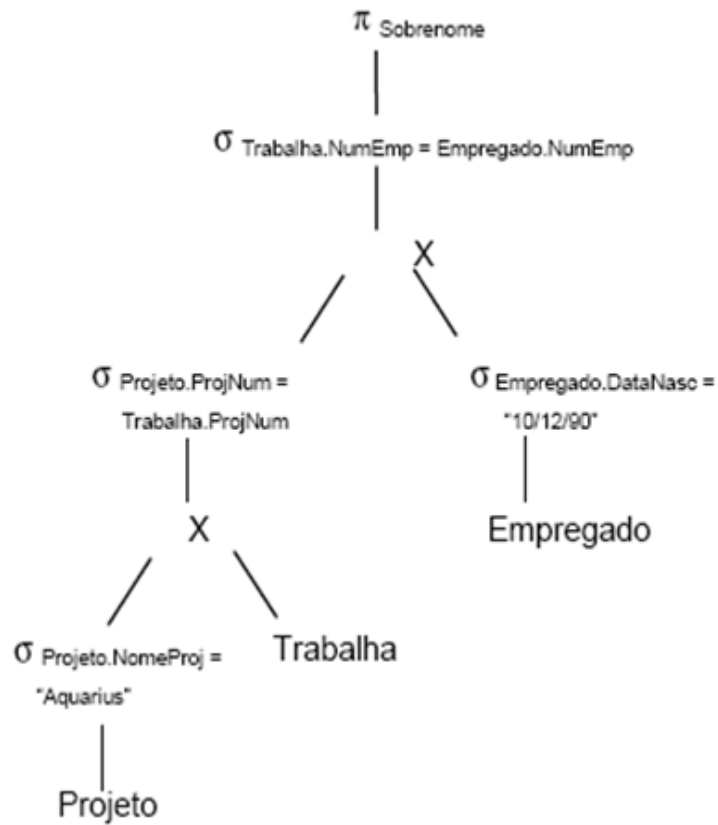 π Sobrenome
σ Trabalha.NumEmp = Empregado.NumEmp
X
σ Projeto.ProjNum =
Trabalha.ProjNum
σ Empregado.DataNasc =
"10/12/90"
X
Empregado
σ Projeto.NomeProj =
"Aquarius"
Trabalha
Projeto